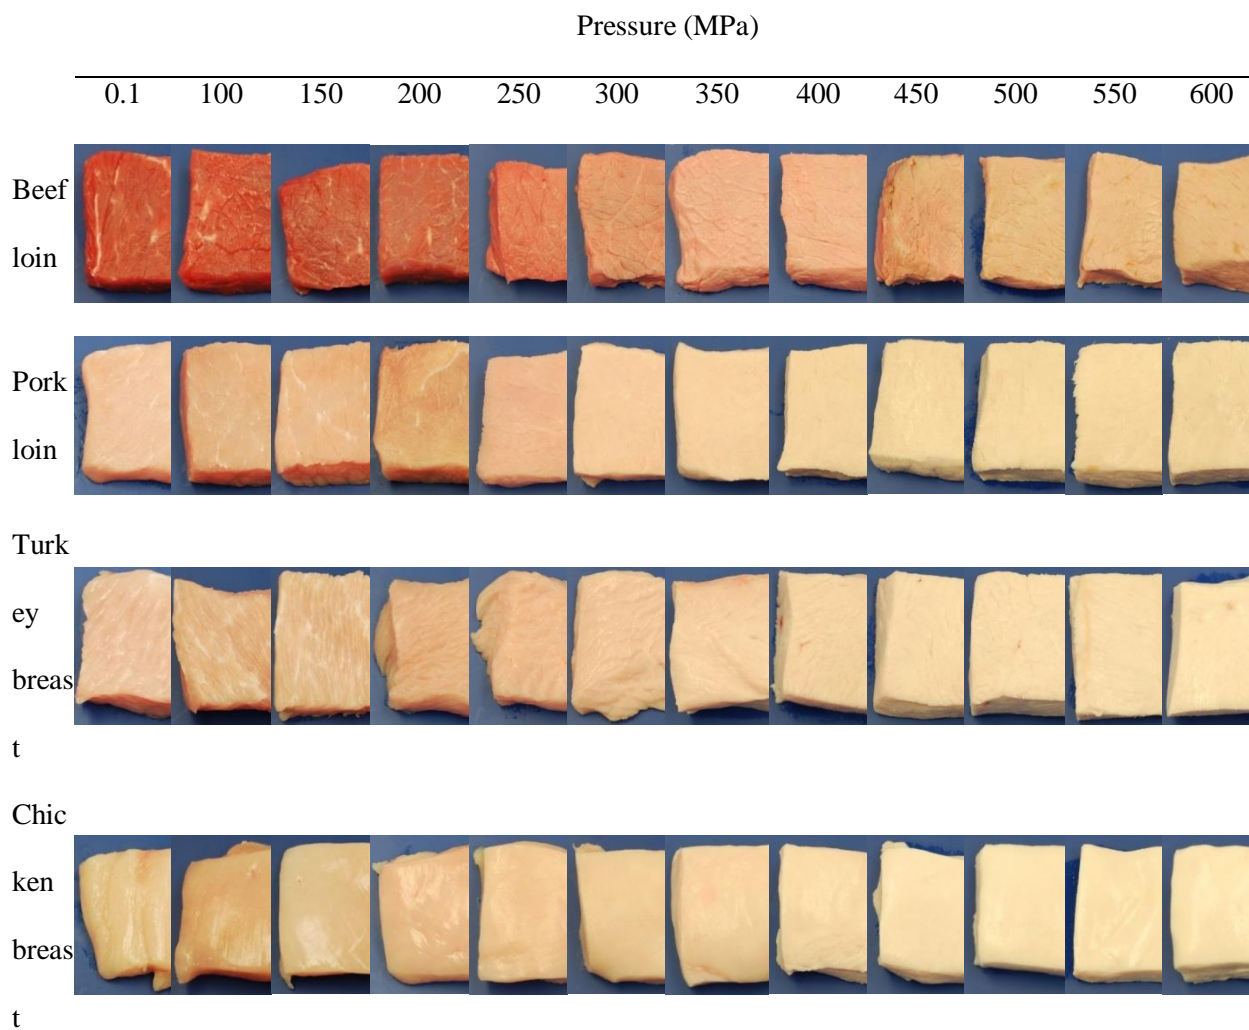 Pressure (MPa)
0.1 100 150 200 250 300 350 400 450 500 550 600
Beef
loin
Pork
loin
Turk
ey
breas
t
Chic
ken
breas
t